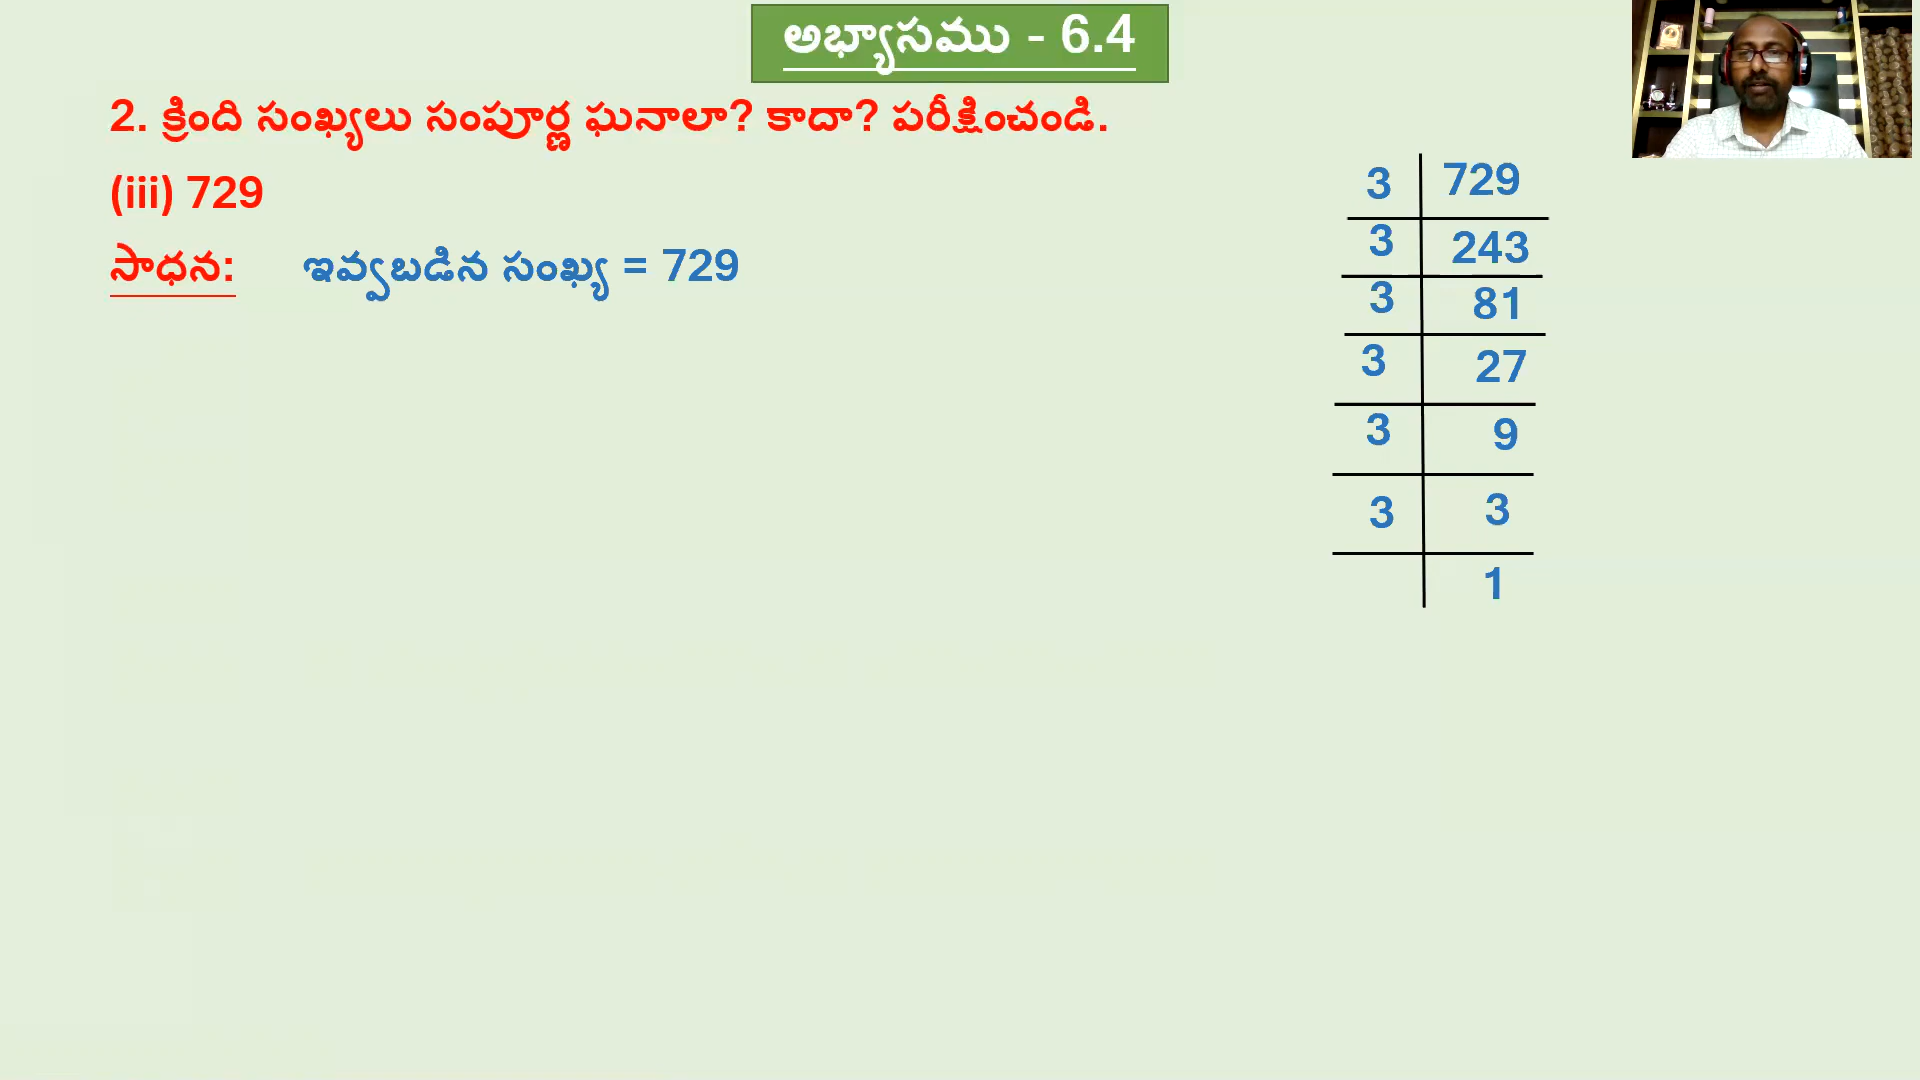 అభ్యాసము - 6.4
2. క్రింది సంఖ్యలు సంపూర్ణ ఘనాలా? కాదా? పరీక్షించండి.
(iii) 729
సాధన: ఇవ్వబడిన సంఖ్య = 729
3 729
3 243
3 81
3 27
3 9
3 3
1